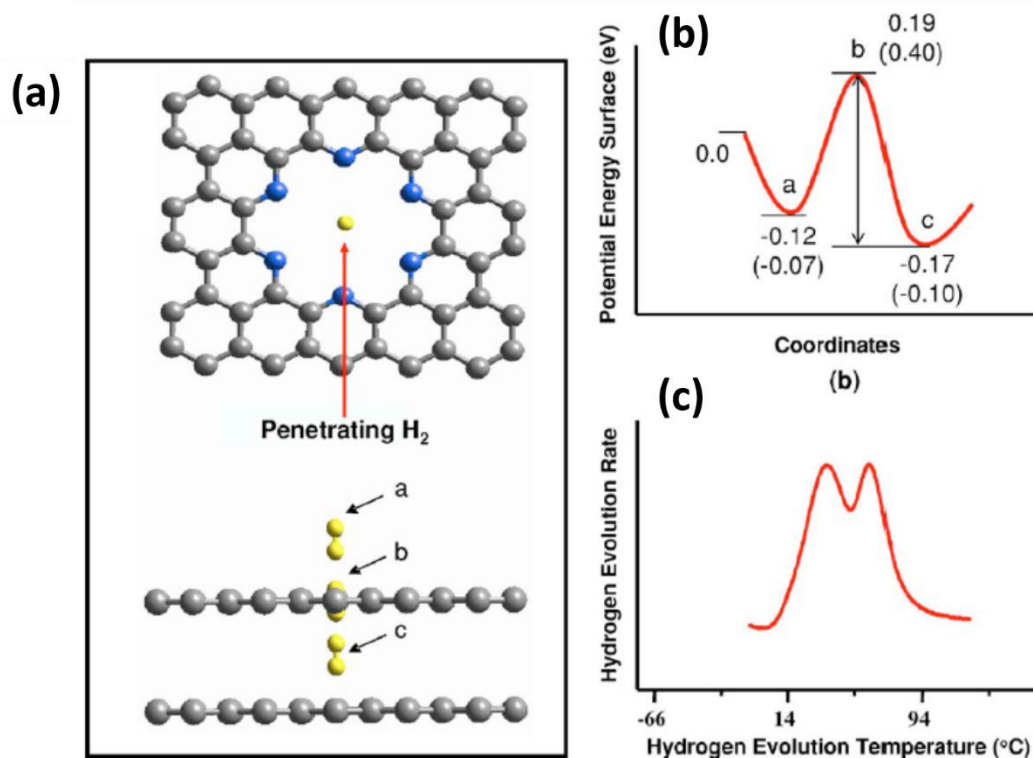 (a)
Penetrating H₂
a
b
c
(b)
Potential Energy Surface (eV)
0.19
(0.40)
b
0.0
a
-0.12
(-0.07)
c
-0.17
(-0.10)
Coordinates
(b)
(c)
Hydrogen Evolution Rate
-66 14 94
Hydrogen Evolution Temperature (°C)